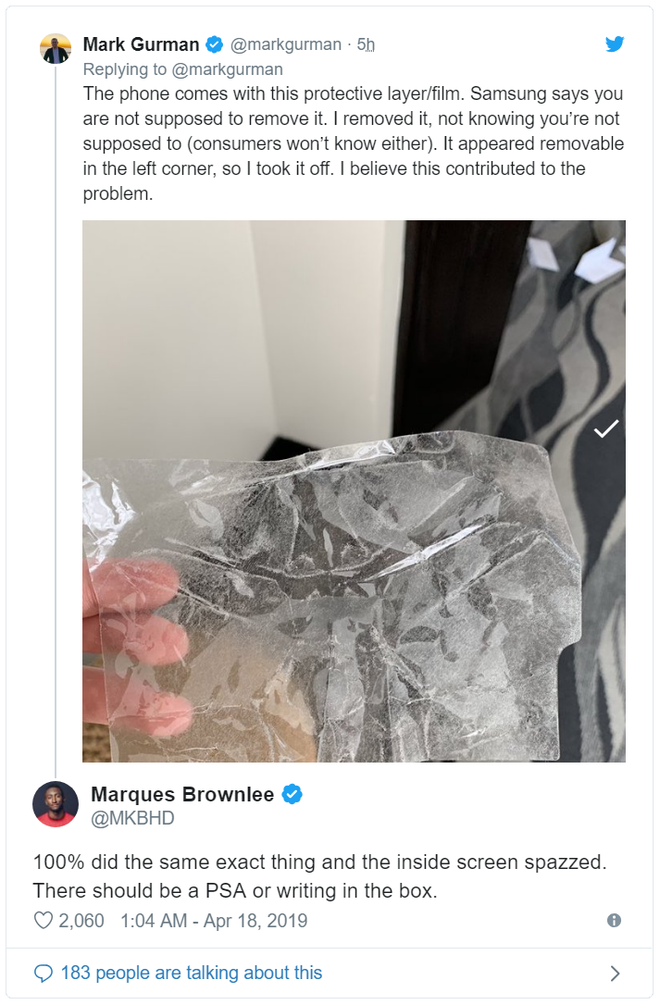 Mark Gurman @markgurman · 5h
Replying to @markgurman
The phone comes with this protective layer/film. Samsung says you
are not supposed to remove it. I removed it, not knowing you’re not
supposed to (consumers won’t know either). It appeared removable
in the left corner, so I took it off. I believe this contributed to the
problem.
Marques Brownlee
@MKBHD
100% did the same exact thing and the inside screen spazzed.
There should be a PSA or writing in the box.
2,060 1:04 AM - Apr 18, 2019
183 people are talking about this